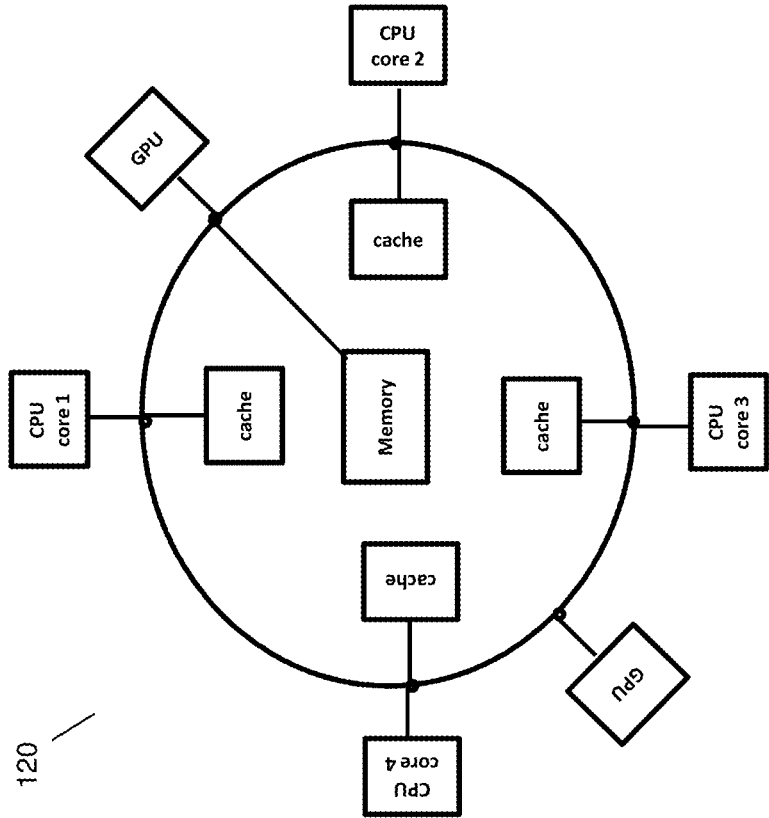 CPU
core 2
GPU
cache
CPU
core 1
cache
Memory
cache
CPU
core 3
cache
CPU
core 4
GPU
120